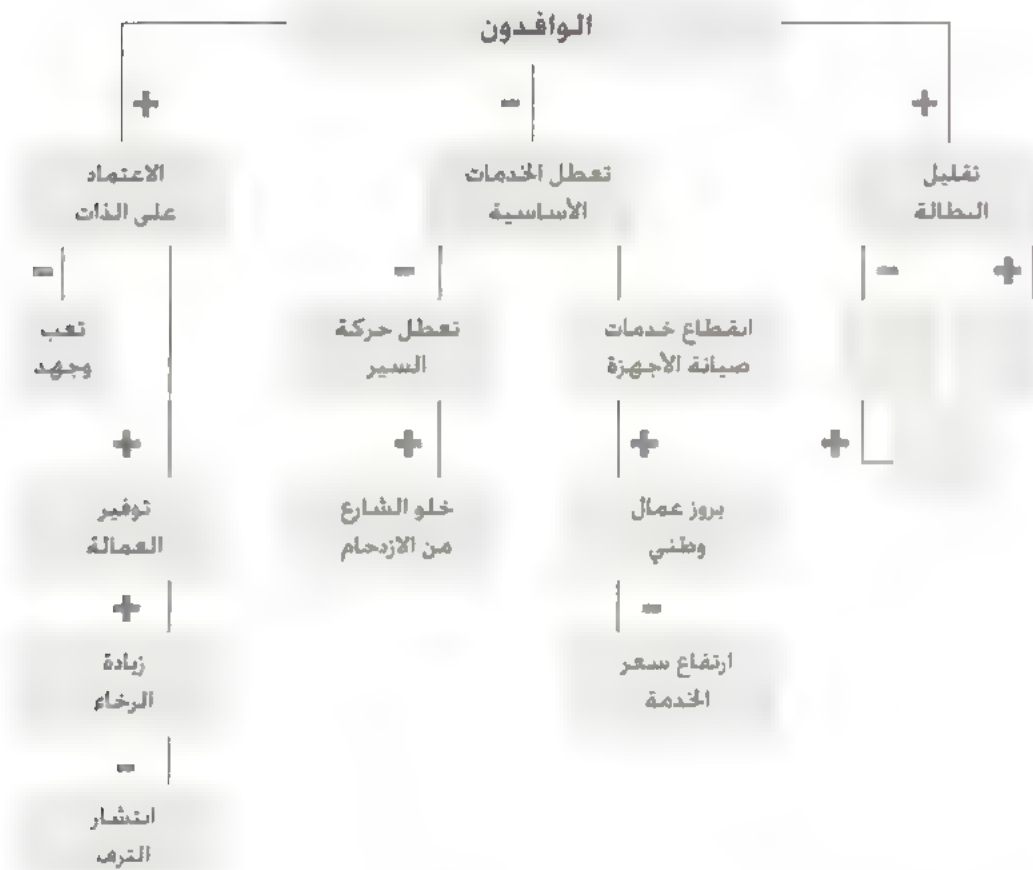 الوافدون
+
-
+
تقليل
البطالة
تعطل الخدمات
الأساسية
الاعتماد
على الذات
+
-
-
-
انقطاع خدمات
صيانة الأجهزة
تعطل حركة
السير
تعب
وجهد
+
+
+
+
بروز عمال
وطني
خلو الشارع
من الازدحام
توفير
العمالة
-
+
ارتفاع سعر
الخدمة
زيادة
الرخاء
-
انتشار
الترف